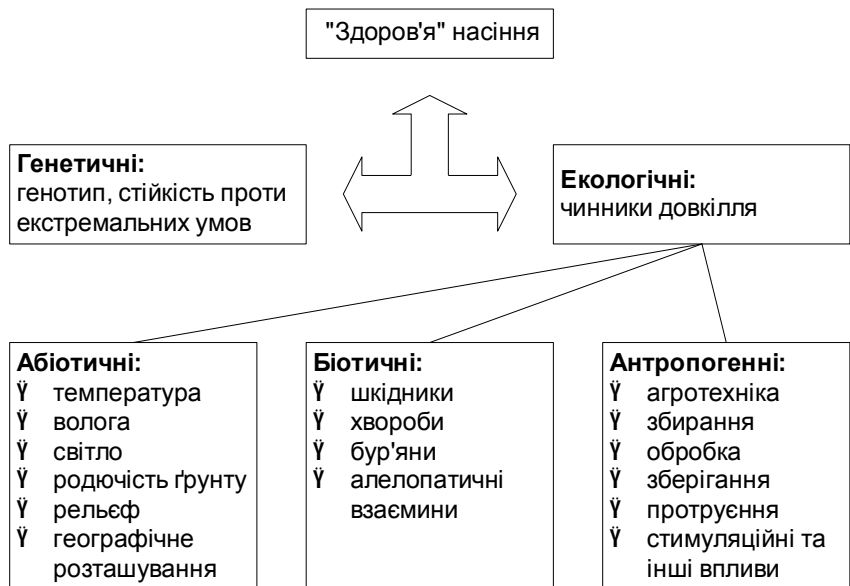 "Здоров'я" насіння
Генетичні:
генотип, стійкість проти
екстремальних умов
Екологічні:
чинники довкілля
Абіотичні:
Ÿ температура
Ÿ волога
Ÿ світло
Ÿ родючість ґрунту
Ÿ рельєф
Ÿ географічне
розташування
Біотичні:
Ÿ шкідники
Ÿ хвороби
Ÿ бур'яни
Ÿ алелопатичні
взаємини
Антропогенні:
Ÿ агротехніка
Ÿ збирання
Ÿ обробка
Ÿ зберігання
Ÿ протруєння
Ÿ стимуляційні та
інші впливи